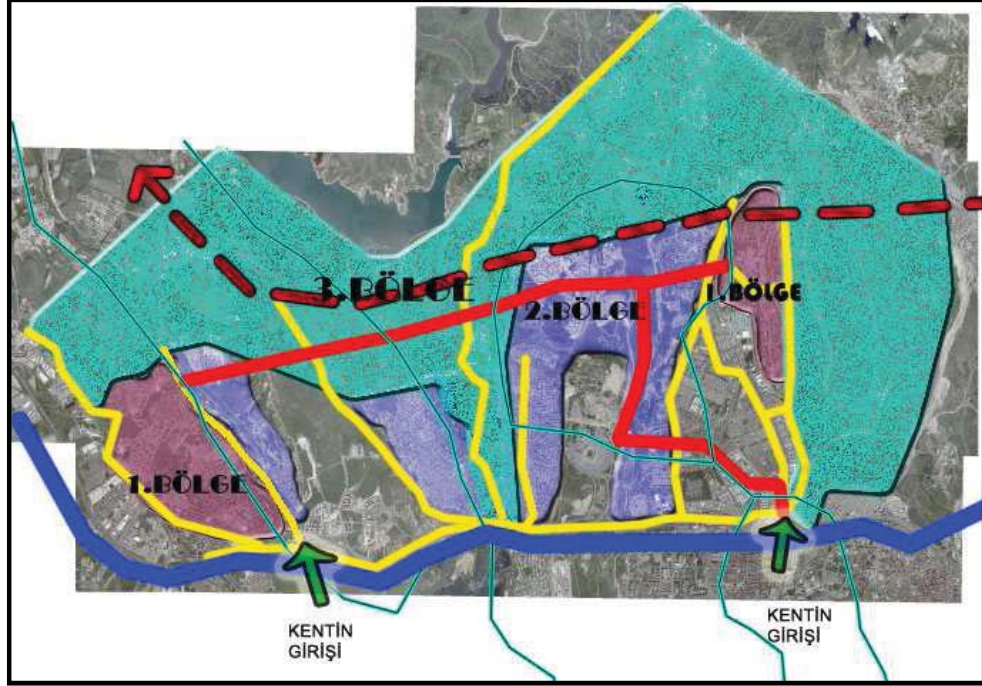 3.BÖLGE
1.BÖLGE
2.BÖLGE
1.BÖLGE
KENTİN
GİRİŞİ
KENTİN
GİRİŞİ